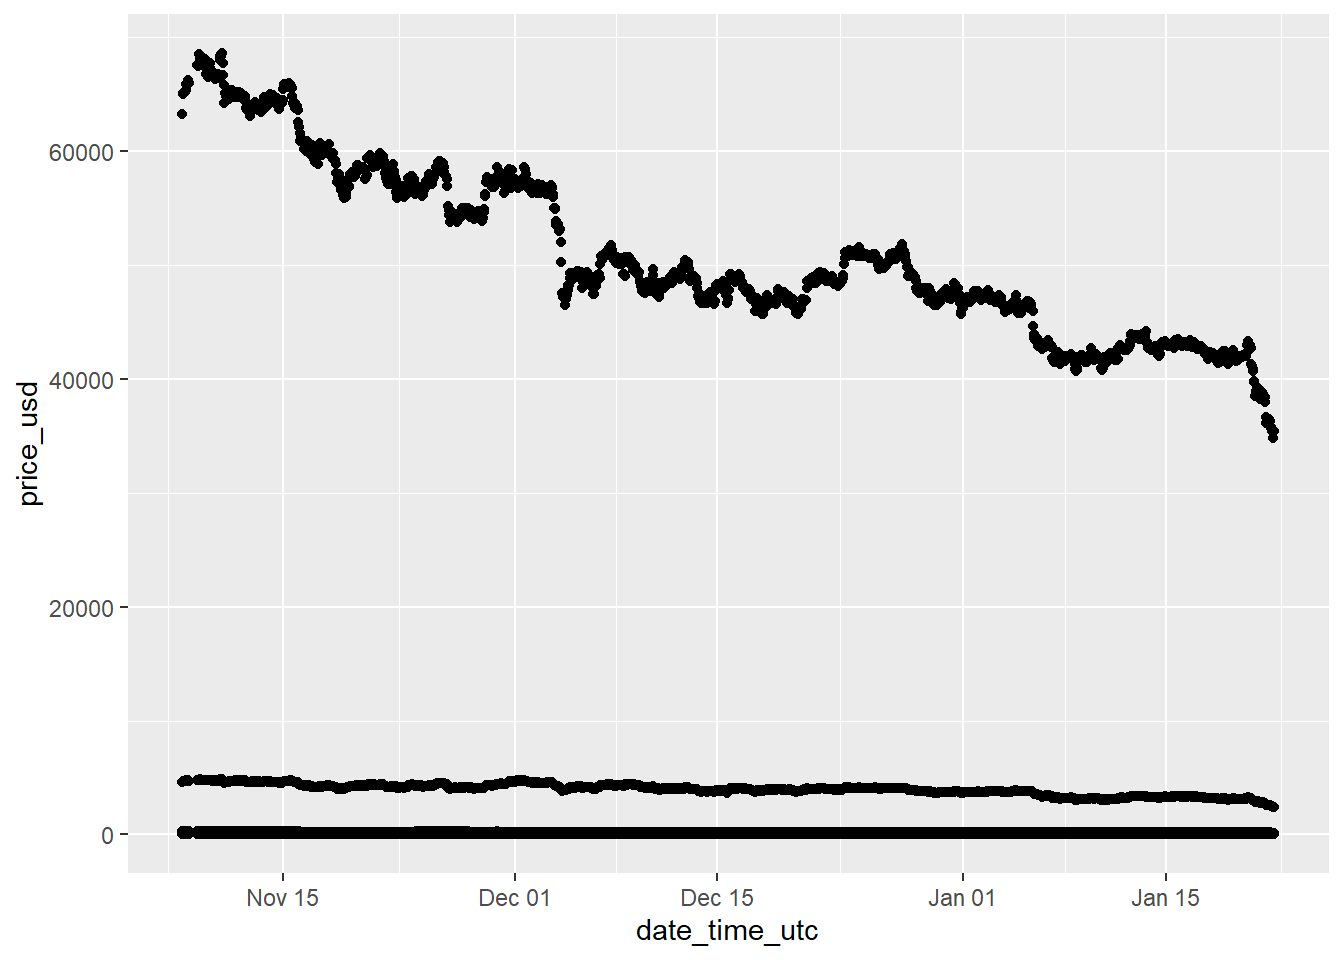 60000
40000
20000
0
price_usd
Nov 15
Dec 01
Dec 15
Jan 01
Jan 15
date_time_utc